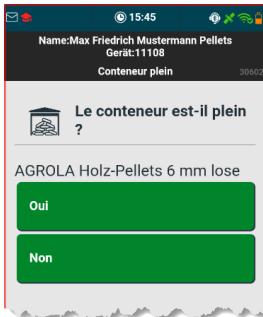 15:45
Name:Max Friedrich Mustermann Pellets
Gerät:11108
Conteneur plein
30602
Le conteneur est-il plein
?
AGROLA Holz-Pellets 6 mm lose
Oui
Non